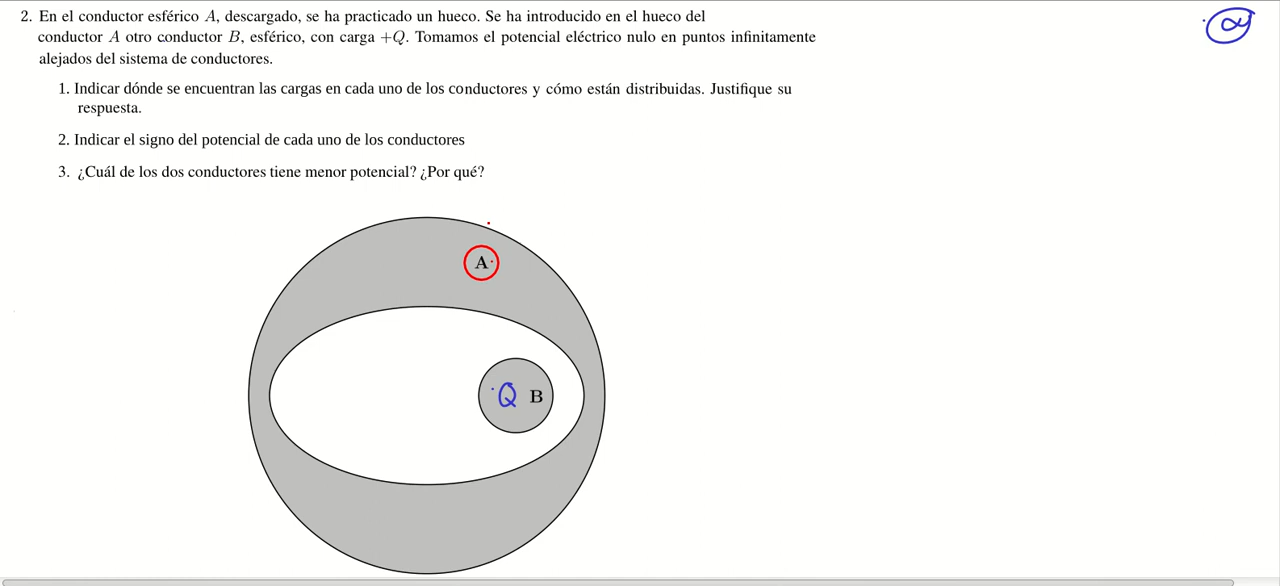 2. En el conductor esférico A, descargado, se ha practicado un hueco. Se ha introducido en el hueco del
conductor A otro conductor B, esférico, con carga +Q. Tomamos el potencial eléctrico nulo en puntos infinitamente
alejados del sistema de conductores.
1. Indicar dónde se encuentran las cargas en cada uno de los conductores y cómo están distribuidas. Justifique su
respuesta.
2. Indicar el signo del potencial de cada uno de los conductores
3. ¿Cuál de los dos conductores tiene menor potencial? ¿Por qué?
A
Q B